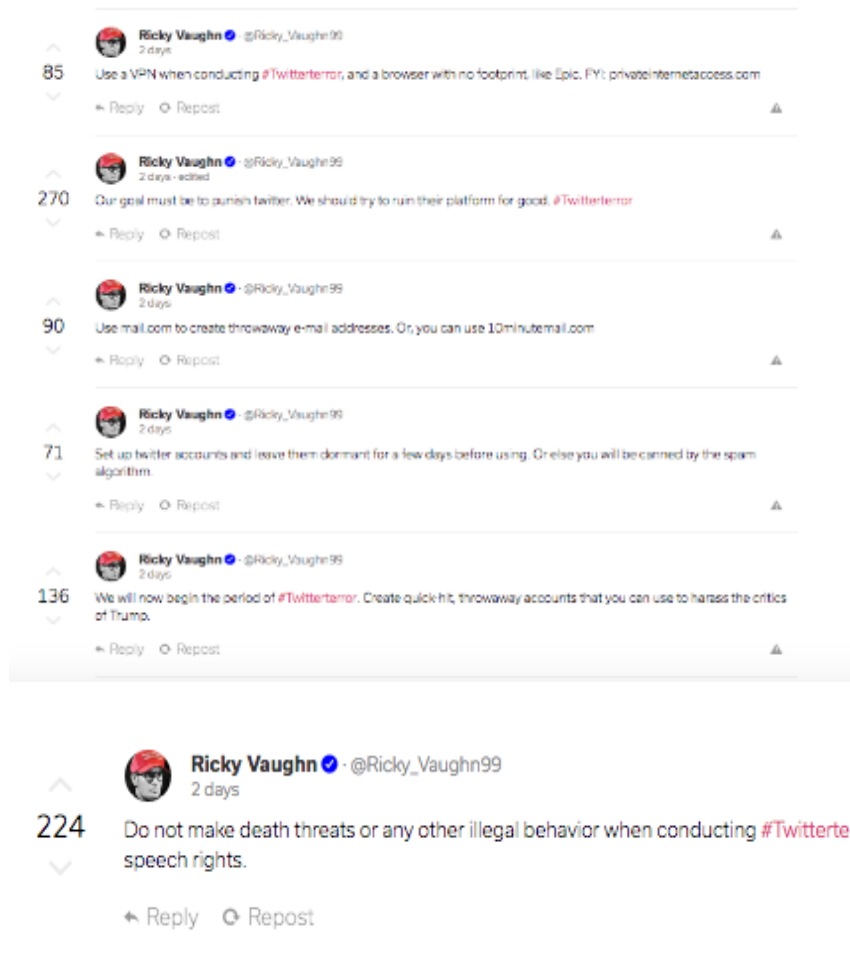 Ricky Vaughn · @Ricky_Vaughn99
2 days
85
Use a VPN when conducting #Twitterterror, and a browser with no footprint, like Epic. FYI: privateinternetaccess.com
Reply Repost
Ricky Vaughn · @Ricky_Vaughn99
2 days · edited
270
Our goal must be to punish twitter. We should try to ruin their platform for good. #Twitterterror
Reply Repost
Ricky Vaughn · @Ricky_Vaughn99
2 days
90
Use mail.com to create throwaway e-mail addresses. Or, you can use 10minutemail.com
Reply Repost
Ricky Vaughn · @Ricky_Vaughn99
2 days
71
Set up twitter accounts and leave them dormant for a few days before using. Or else you will be canned by the spam
algorithm.
Reply Repost
Ricky Vaughn · @Ricky_Vaughn99
2 days
136
We will now begin the period of #Twitterterror. Create quick-hit, throwaway accounts that you can use to harass the critics
of Trump.
Reply Repost
Ricky Vaughn · @Ricky_Vaughn99
2 days
224
Do not make death threats or any other illegal behavior when conducting #Twitterte
speech rights.
Reply Repost